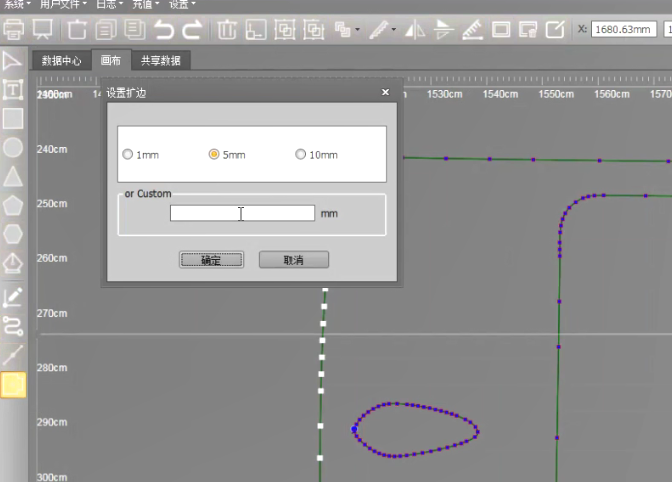 系统 用户文件 日志 充值 设置
X: 1680.63mm
数据中心 画布 共享数据
1530cm 1540cm 1550cm 1560cm 1570
设置扩边
1mm 5mm 10mm
or Custom
mm
确定 取消
240cm
250cm
260cm
270cm
280cm
290cm
300cm